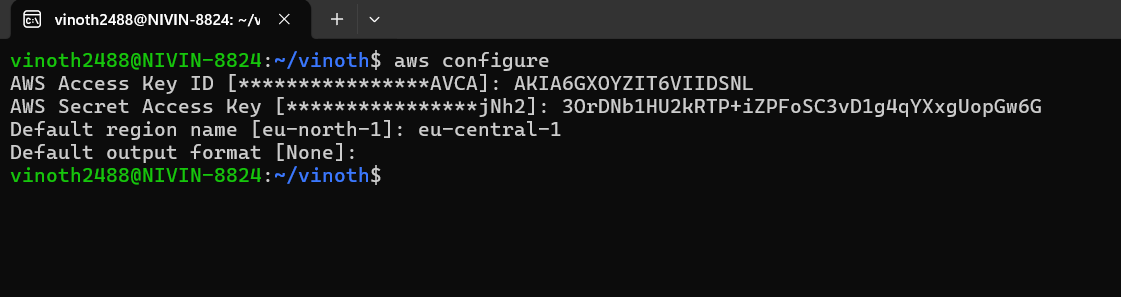 vinoth2488@NIVIN-8824: ~/v
vinoth2488@NIVIN-8824:~/vinoth$ aws configure
AWS Access Key ID [****************AVCA]: AKIA6GXOYZIT6VIIDSNL
AWS Secret Access Key [****************jNh2]: 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
Default region name [eu-north-1]: eu-central-1
Default output format [None]:
vinoth2488@NIVIN-8824:~/vinoth$